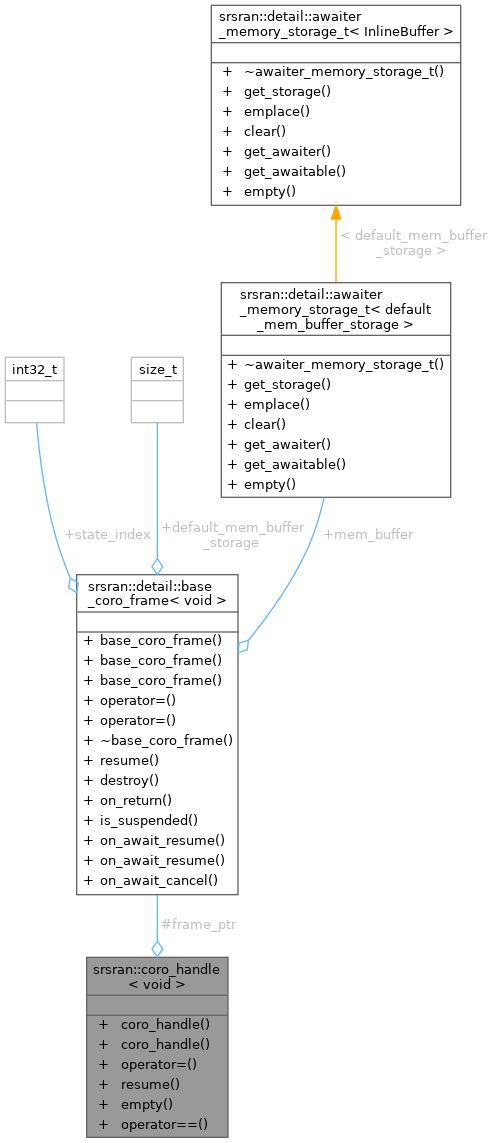 srsran::detail::awaiter
_memory_storage_t< InlineBuffer >
+ ~awaiter_memory_storage_t()
+ get_storage()
+ emplace()
+ clear()
+ get_awaiter()
+ get_awaitable()
+ empty()
< default_mem_buffer
_storage >
srsran::detail::awaiter
_memory_storage_t< default
_mem_buffer_storage >
+ ~awaiter_memory_storage_t()
+ get_storage()
+ emplace()
+ clear()
+ get_awaiter()
+ get_awaitable()
+ empty()
int32_t
size_t
+state_index
+default_mem_buffer
_storage
+mem_buffer
srsran::detail::base
_coro_frame< void >
+ base_coro_frame()
+ base_coro_frame()
+ base_coro_frame()
+ operator=()
+ operator=()
+ ~base_coro_frame()
+ resume()
+ destroy()
+ on_return()
+ is_suspended()
+ on_await_resume()
+ on_await_resume()
+ on_await_cancel()
#frame_ptr
srsran::coro_handle
< void >
+ coro_handle()
+ coro_handle()
+ operator=()
+ resume()
+ empty()
+ operator==()